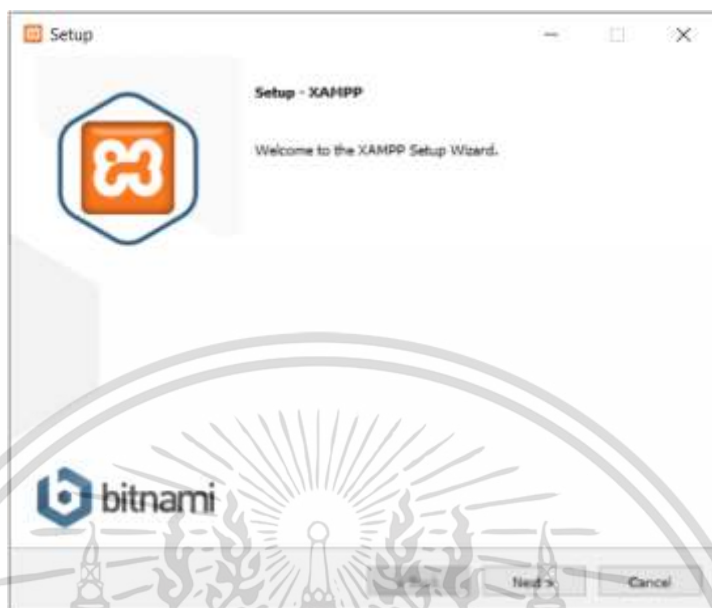 Setup
Setup - XAMPP
Welcome to the XAMPP Setup Wizard.
bitnami
Next >
Cancel